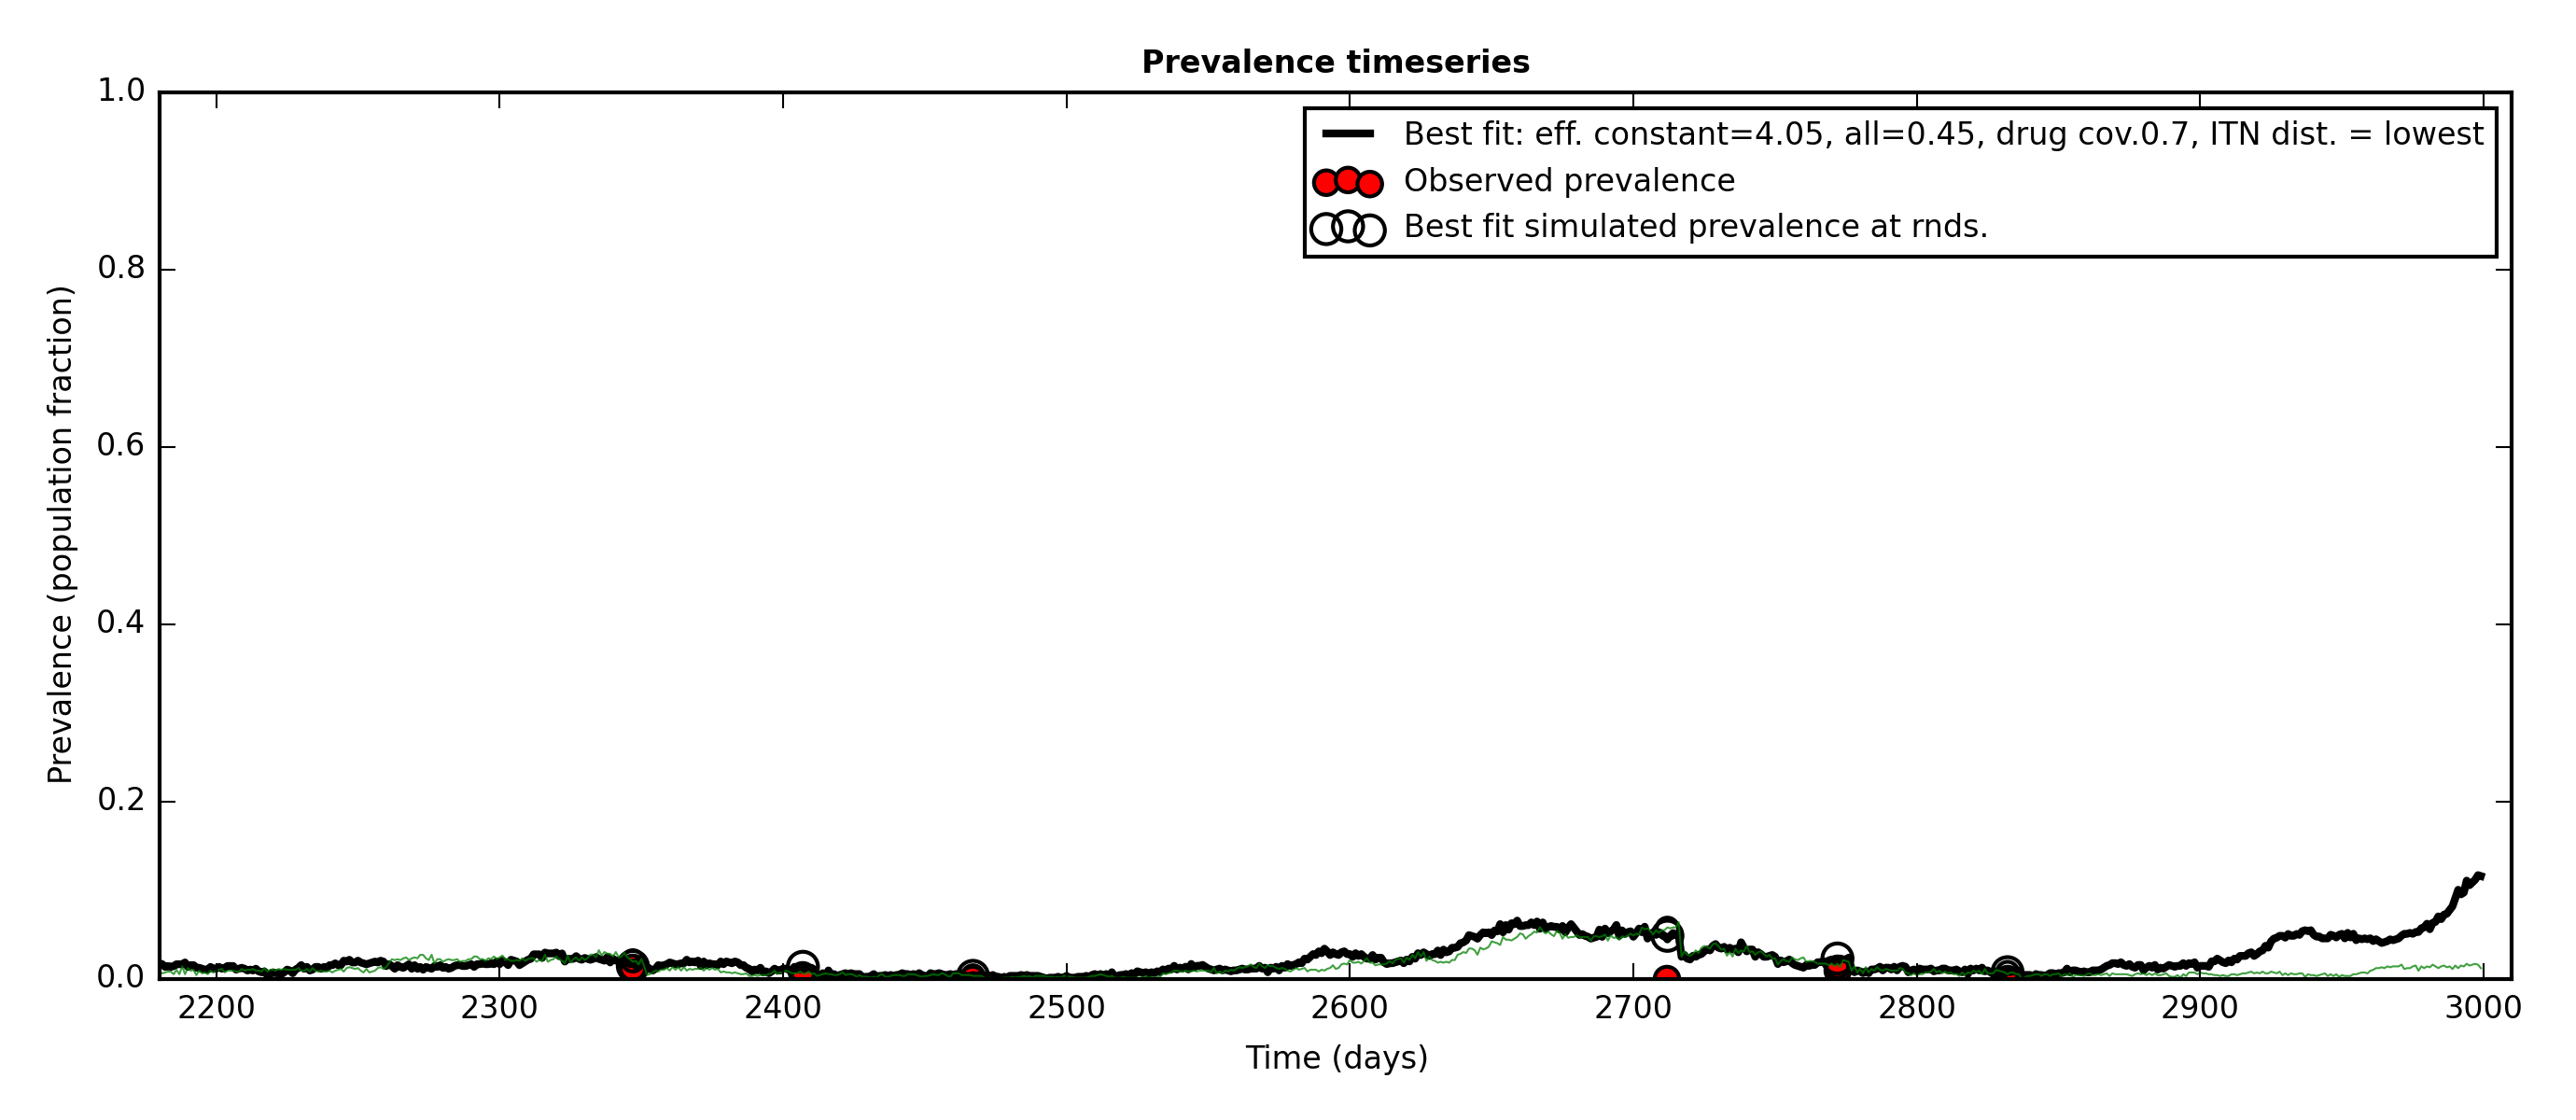 Prevalence timeseries
1.0
0.8
0.6
0.4
0.2
0.0
Prevalence (population fraction)
Best fit: eff. constant=4.05, all=0.45, drug cov.0.7, ITN dist. = lowest
Observed prevalence
Best fit simulated prevalence at rnds.
2200 2300 2400 2500 2600 2700 2800 2900 3000
Time (days)